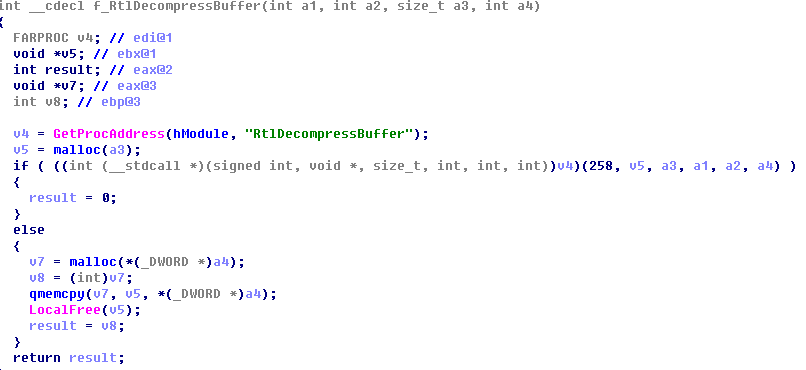 int __cdecl f_RtlDecompressBuffer(int a1, int a2, size_t a3, int a4)
{
FARPROC v4; // edi@1
void *v5; // ebx@1
int result; // eax@2
void *v7; // eax@3
int v8; // ebp@3
v4 = GetProcAddress(hModule, "RtlDecompressBuffer");
v5 = malloc(a3);
if ( ((int (__stdcall *)(signed int, void *, size_t, int, int, int))v4)(258, v5, a3, a1, a2, a4) )
{
result = 0;
}
else
{
v7 = malloc(*(_DWORD *)a4);
v8 = (int)v7;
qmemcpy(v7, v5, *(_DWORD *)a4);
LocalFree(v5);
result = v8;
}
return result;